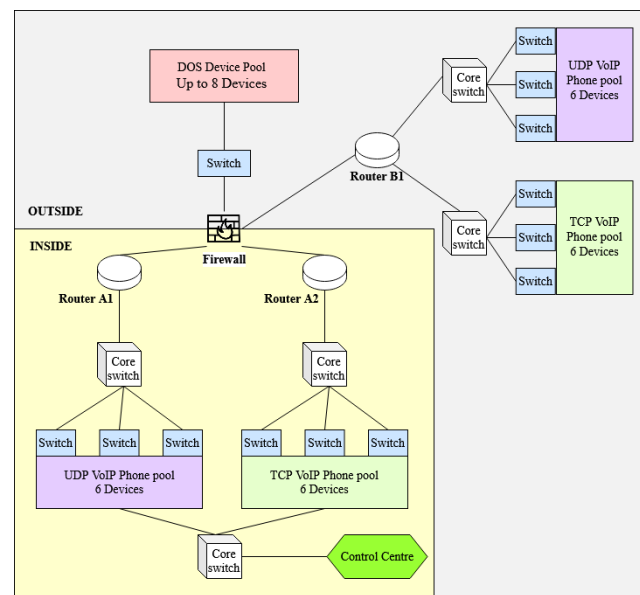 DOS Device Pool
Up to 8 Devices
Switch
Core
switch
Switch
Switch
Switch
UDP VoIP
Phone pool
6 Devices
Router B1
Core
switch
Switch
Switch
Switch
TCP VoIP
Phone pool
6 Devices
OUTSIDE
INSIDE
Firewall
Router A1
Router A2
Core
switch
Core
switch
Switch
Switch
Switch
Switch
Switch
Switch
UDP VoIP Phone pool
6 Devices
TCP VoIP Phone pool
6 Devices
Core
switch
Control Centre